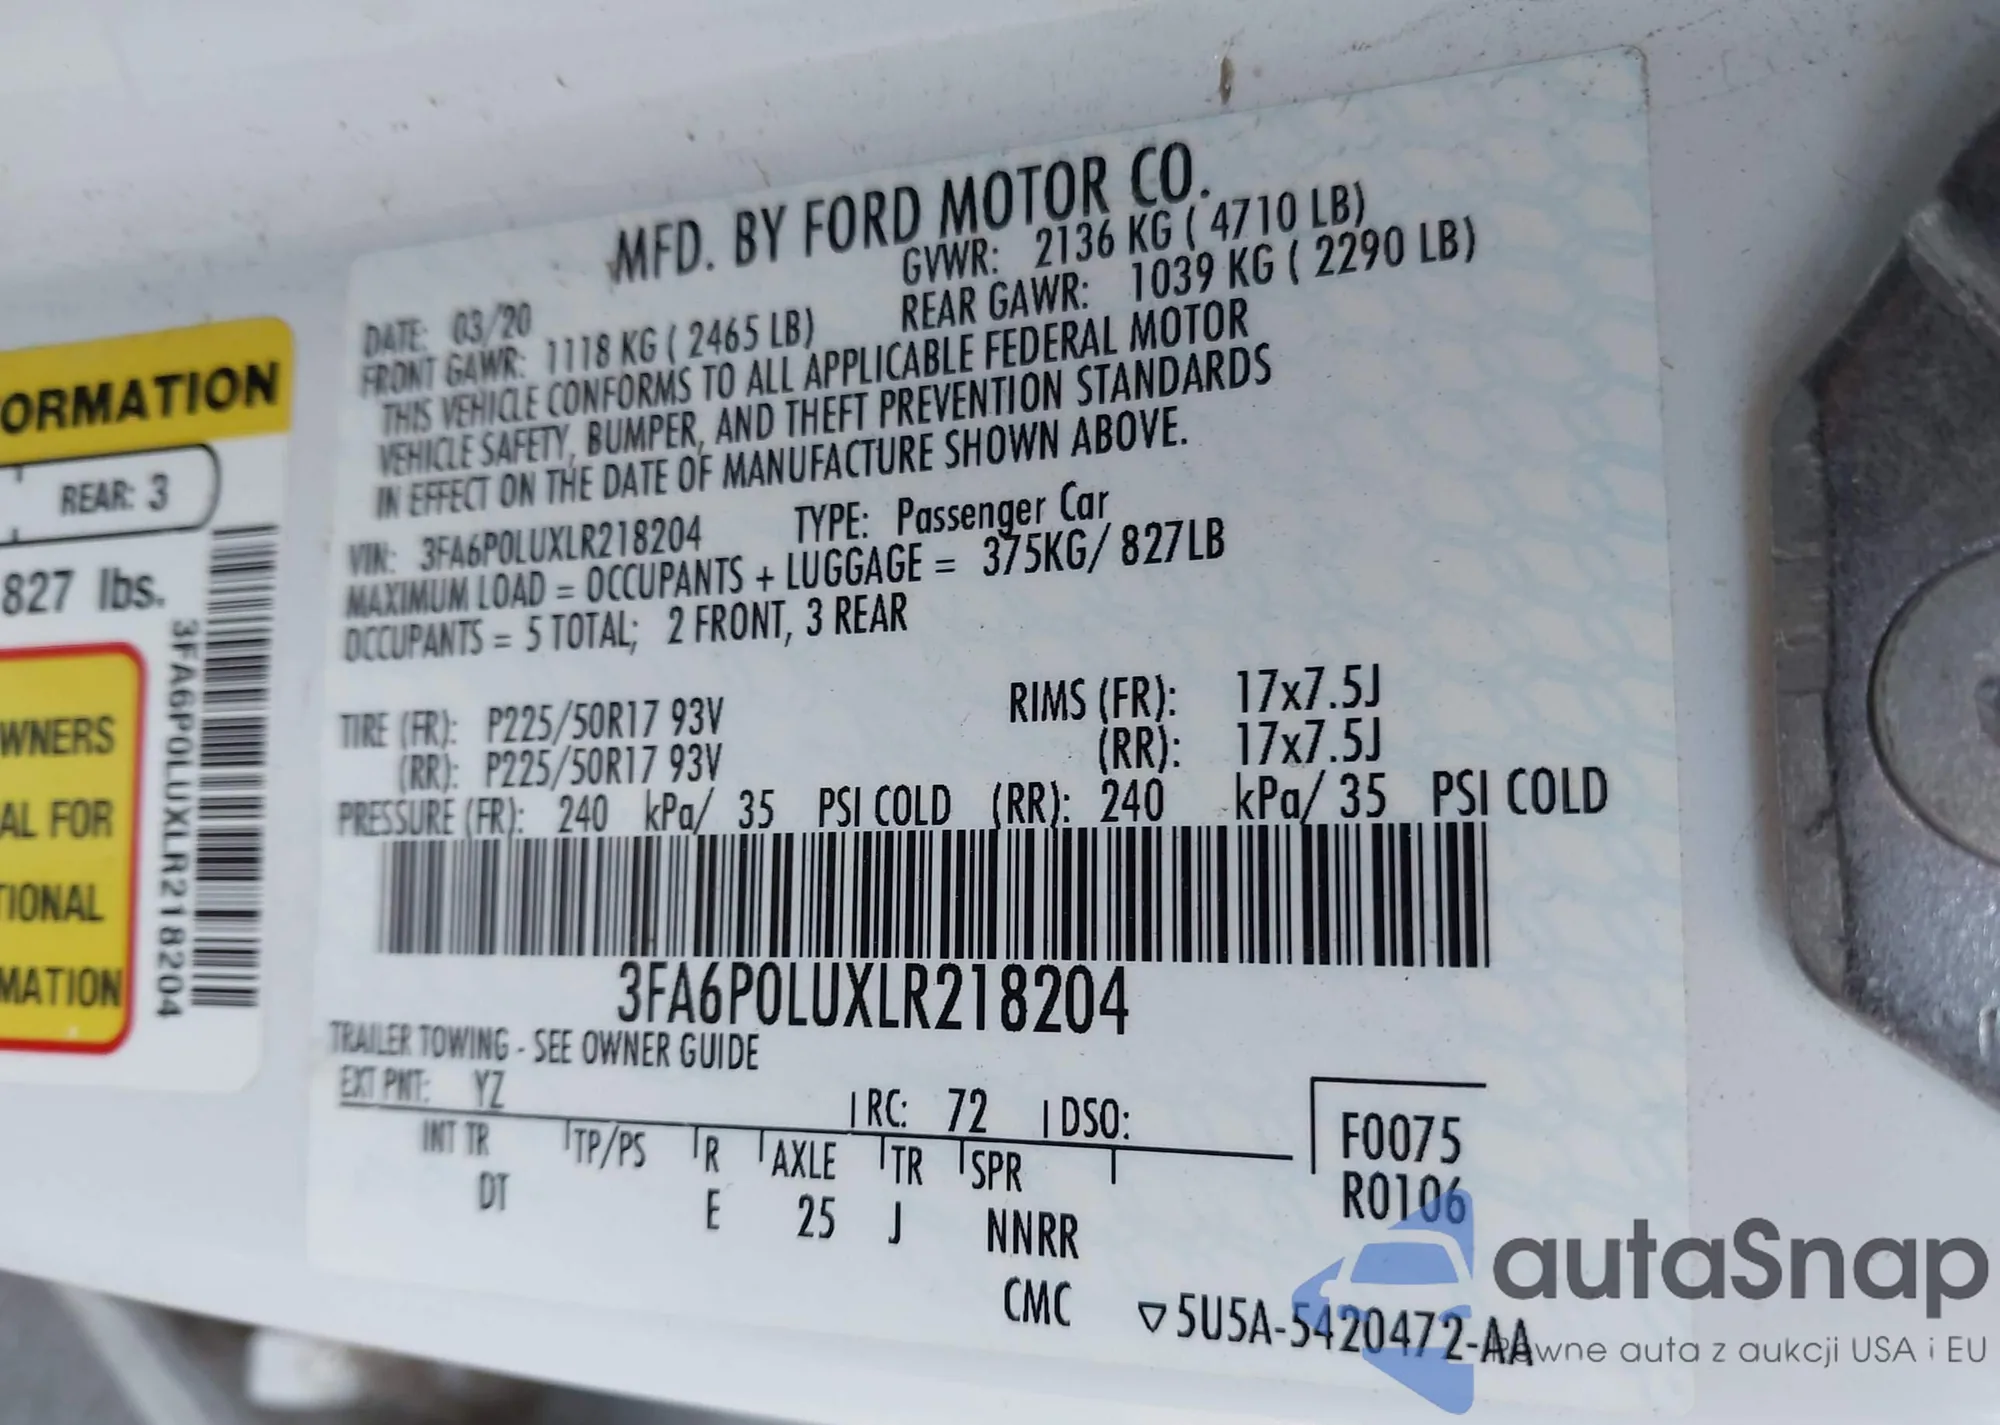 ORMATION
REAR: 3
827 lbs.
3FA6P0LUXLR218204
WNERS
AL FOR
TIONAL
MATION
MFD. BY FORD MOTOR CO.
DATE: 03/20 GVWR: 2136 KG ( 4710 LB)
FRONT GAWR: 1118 KG ( 2465 LB) REAR GAWR: 1039 KG ( 2290 LB)
THIS VEHICLE CONFORMS TO ALL APPLICABLE FEDERAL MOTOR
VEHICLE SAFETY, BUMPER, AND THEFT PREVENTION STANDARDS
IN EFFECT ON THE DATE OF MANUFACTURE SHOWN ABOVE.
VIN: 3FA6P0LUXLR218204 TYPE: Passenger Car
MAXIMUM LOAD = OCCUPANTS + LUGGAGE = 375KG/ 827LB
OCCUPANTS = 5 TOTAL; 2 FRONT, 3 REAR
TIRE (FR): P225/50R17 93V RIMS (FR): 17x7.5J
(RR): P225/50R17 93V (RR): 17x7.5J
PRESSURE (FR): 240 kPa/ 35 PSI COLD (RR): 240 kPa/ 35 PSI COLD
3FA6P0LUXLR218204
TRAILER TOWING - SEE OWNER GUIDE
EXT PNT: YZ RC: 72 DSO:
INT TR TP/PS R AXLE TR SPR
DT E 25 J NNRR
F0075
R0106
CMC ▽5U5A-5420472-AA
autaSnap
Pewne auta z aukcji USA i EU